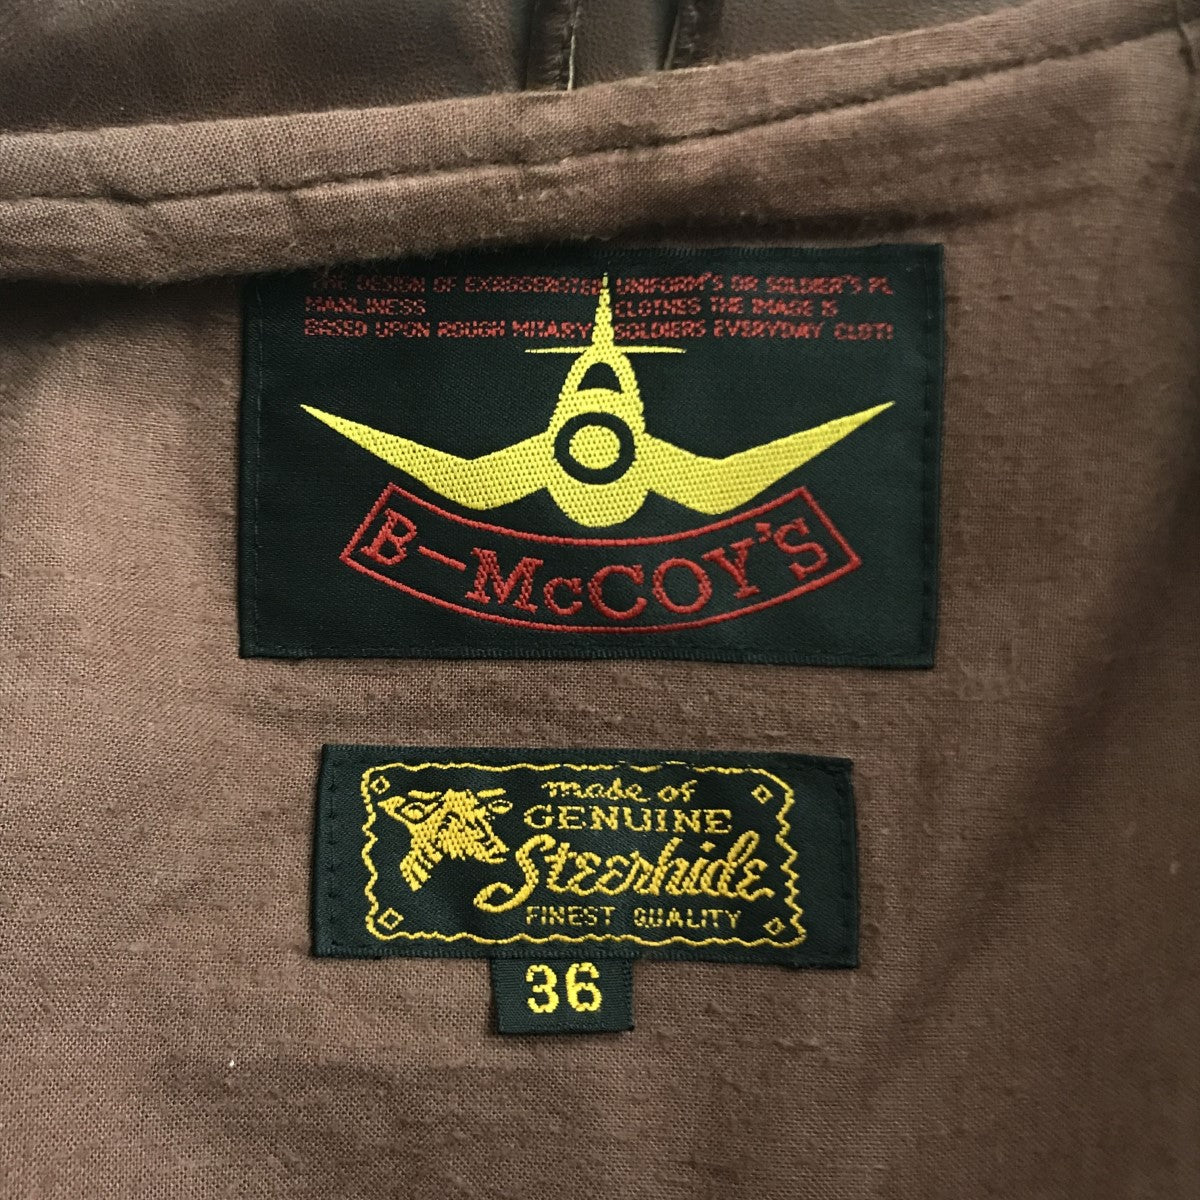 THE DESIGN OF EXAGGERATED UNIFORM'S OR SOLDIER'S PL
MANLINESS CLOTHES THE IMAGE IS
BASED UPON ROUGH MITARY SOLDIERS EVERYDAY CLOT
B-McCOY'S
made of
GENUINE
Steerhide
FINEST QUALITY
36